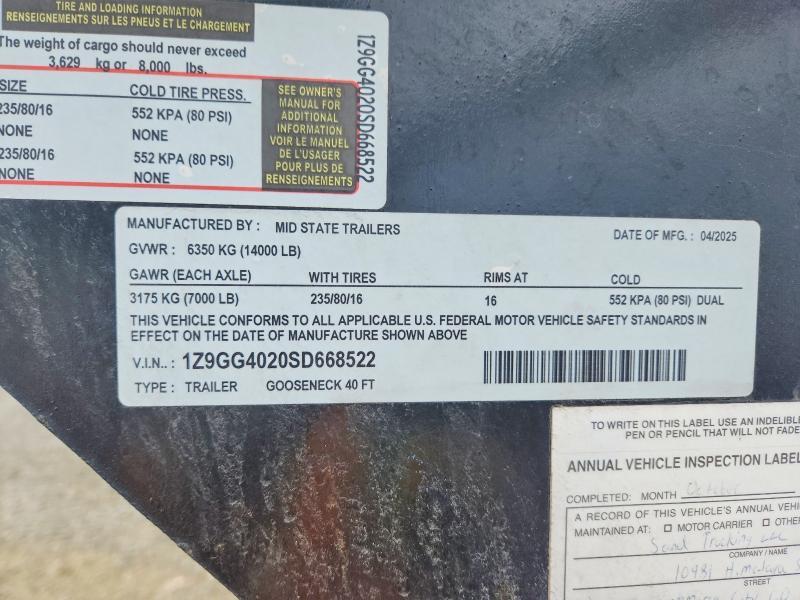 TIRE AND LOADING INFORMATION
RENSEIGNEMENTS SUR LES PNEUS ET LE CHARGEMENT
The weight of cargo should never exceed
3,629 kg or 8,000 lbs.
SIZE COLD TIRE PRESS.
235/80/16 552 KPA (80 PSI)
NONE NONE
235/80/16 552 KPA (80 PSI)
NONE NONE
SEE OWNER'S
MANUAL FOR
ADDITIONAL
INFORMATION
VOIR LE MANUEL
DE L'USAGER
POUR PLUS DE
RENSEIGNEMENTS
1Z9GG4020SD668522
MANUFACTURED BY : MID STATE TRAILERS DATE OF MFG. : 04/2025
GVWR : 6350 KG (14000 LB)
GAWR (EACH AXLE) WITH TIRES RIMS AT COLD
3175 KG (7000 LB) 235/80/16 16 552 KPA (80 PSI) DUAL
THIS VEHICLE CONFORMS TO ALL APPLICABLE U.S. FEDERAL MOTOR VEHICLE SAFETY STANDARDS IN
EFFECT ON THE DATE OF MANUFACTURE SHOWN ABOVE
V.I.N.. : 1Z9GG4020SD668522
TYPE : TRAILER GOOSENECK 40 FT
TO WRITE ON THIS LABEL USE AN INDELIBLE
PEN OR PENCIL THAT WILL NOT FADE
ANNUAL VEHICLE INSPECTION LABEL
COMPLETED: MONTH October
A RECORD OF THIS VEHICLE'S ANNUAL VEHIC
MAINTAINED AT: MOTOR CARRIER OTHER
Trucking LLC
COMPANY/NAME
STREET